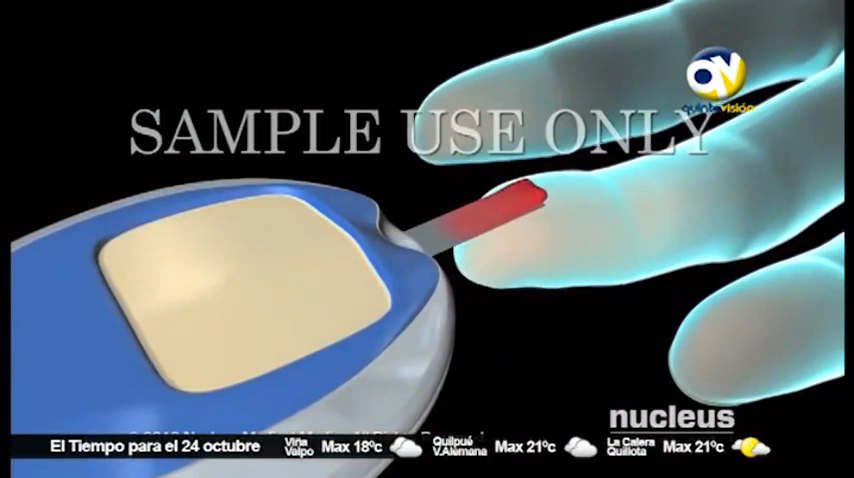 QV
quintavisión
SAMPLE USE ONLY
nucleus
El Tiempo para el 24 octubre
Viña
Valpo
Max 18ºc
Quilpué
V.Alemana
Max 21ºc
La Calera
Quillota
Max 21ºc